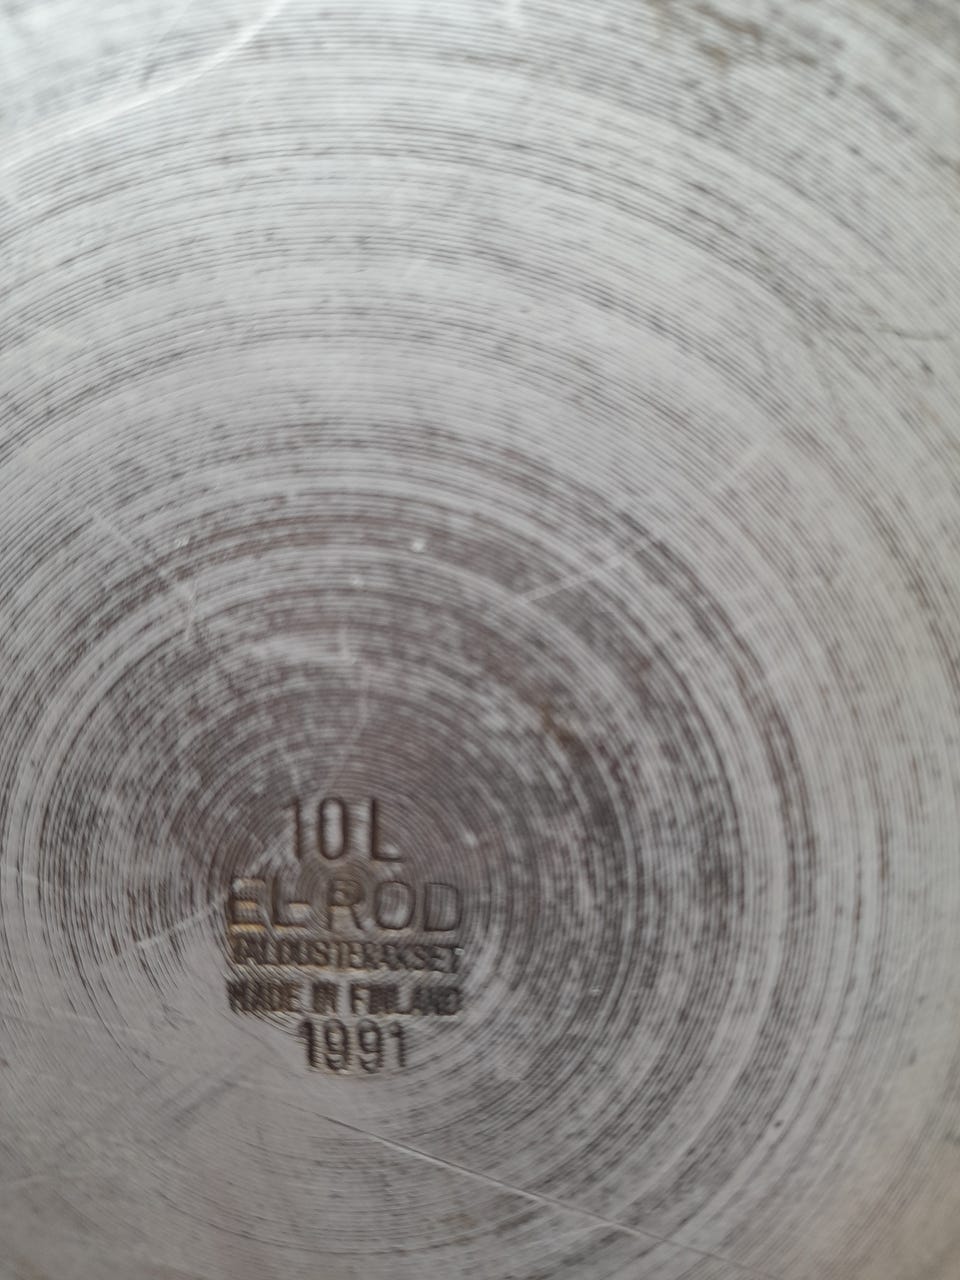 10 L
EL-ROD
TALOUSTERÄKSET
MADE IN FINLAND
1991